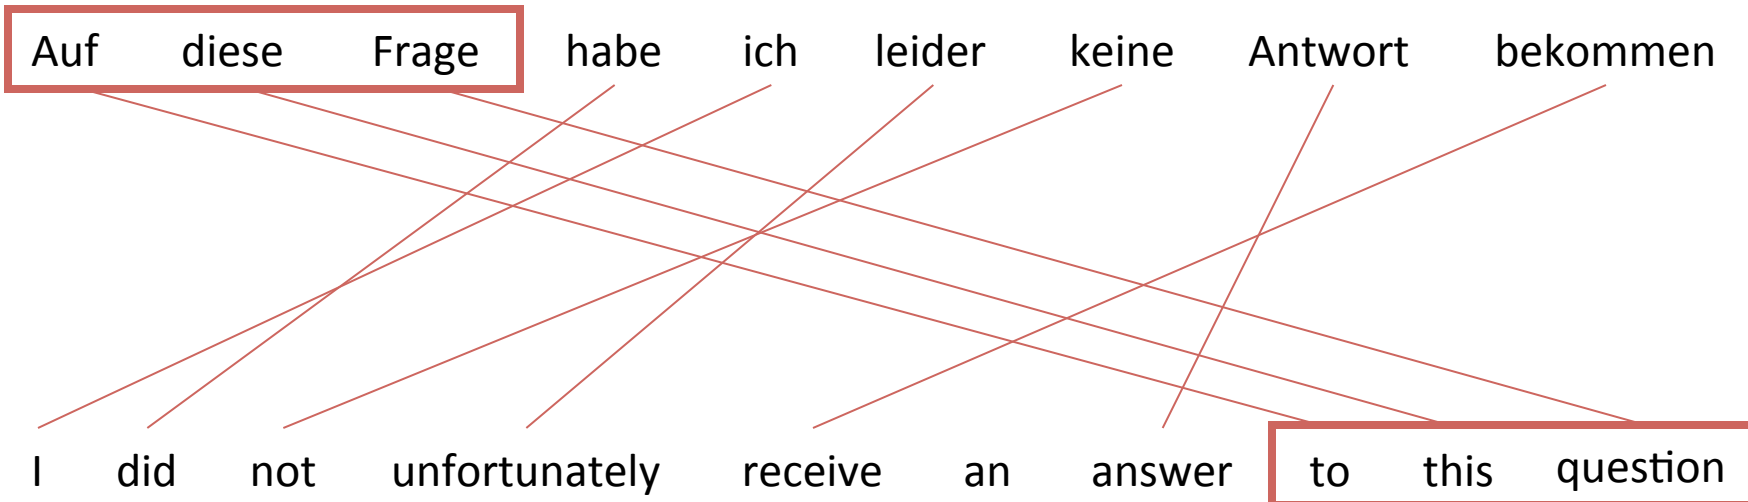 Auf diese Frage habe ich leider keine Antwort bekommen
I did not unfortunately receive an answer to this question